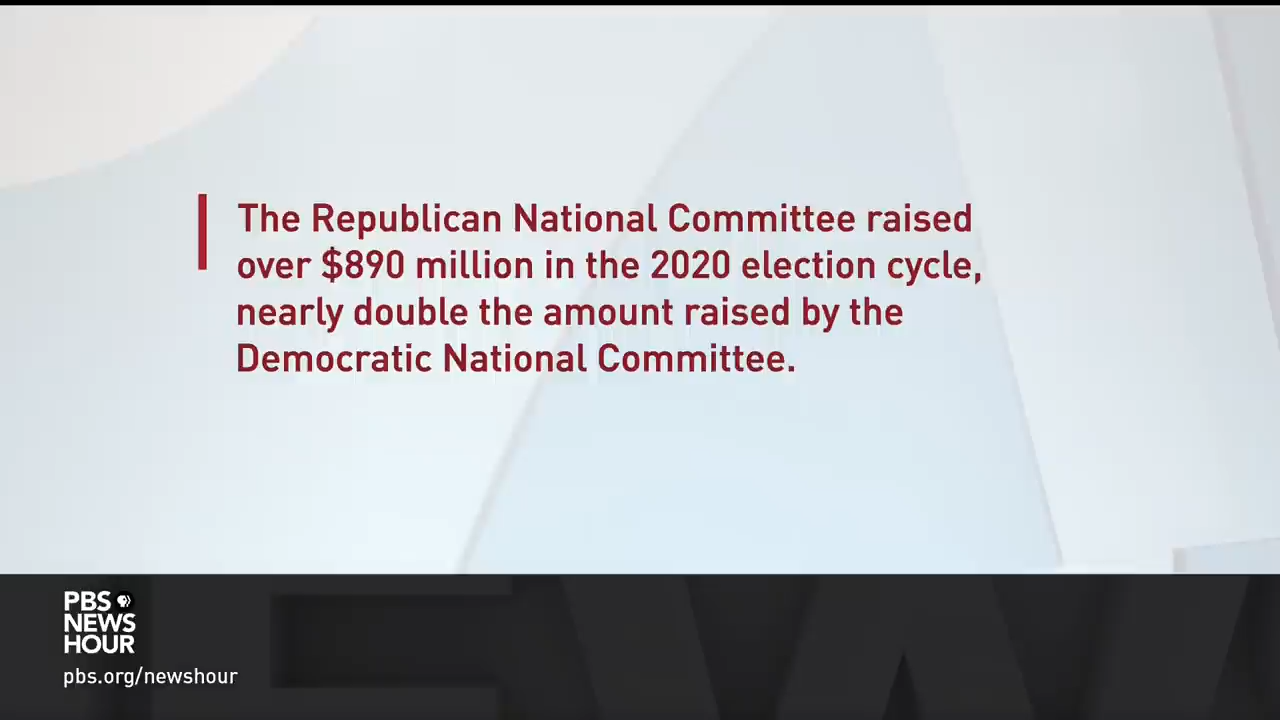 The Republican National Committee raised
over $890 million in the 2020 election cycle,
nearly double the amount raised by the
Democratic National Committee.
PBS
NEWS
HOUR
pbs.org/newshour